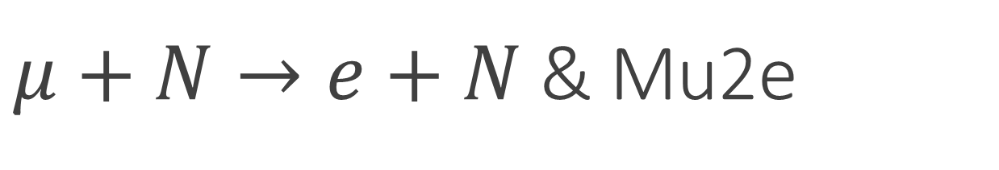 μ + N → e + N & Mu2e